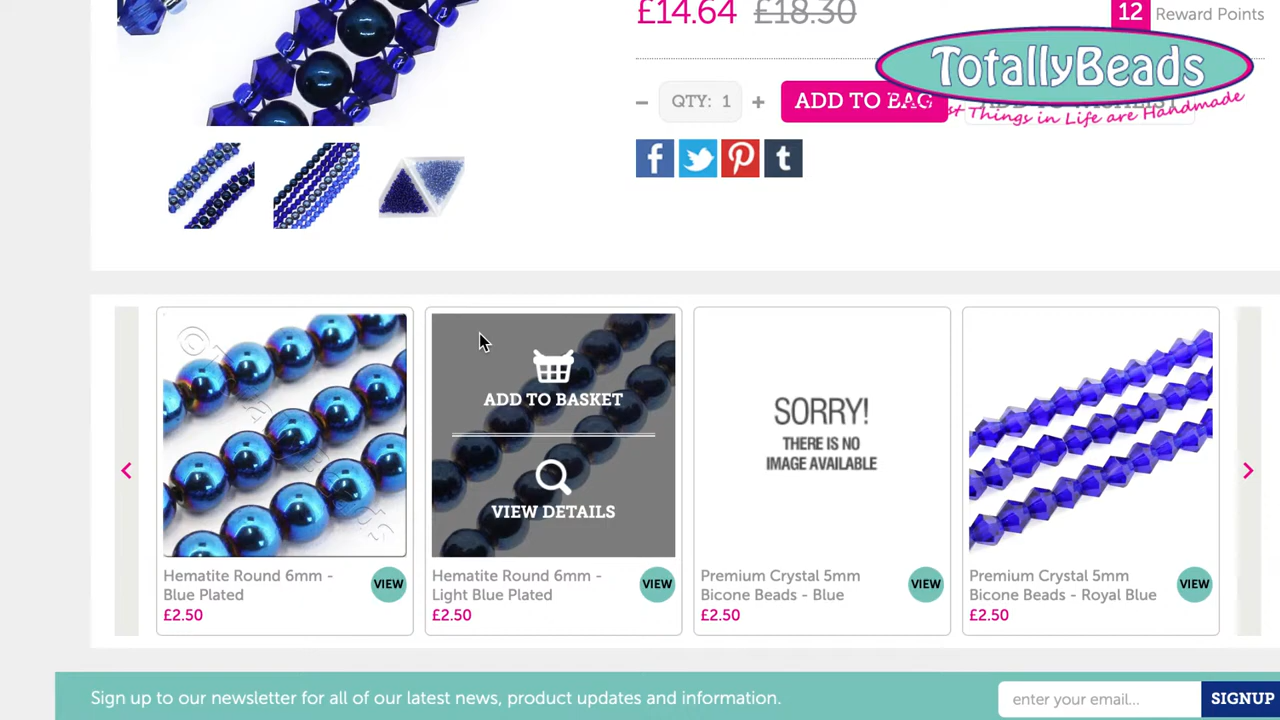 £14.64 £18.30
12 Reward Points
TotallyBeads
Things in Life are Handmade
QTY: 1
ADD TO BAG
ADD TO BASKET
VIEW DETAILS
SORRY!
THERE IS NO
IMAGE AVAILABLE
Hematite Round 6mm -
Blue Plated
£2.50
VIEW
Hematite Round 6mm -
Light Blue Plated
£2.50
VIEW
Premium Crystal 5mm
Bicone Beads - Blue
£2.50
VIEW
Premium Crystal 5mm
Bicone Beads - Royal Blue
£2.50
VIEW
Sign up to our newsletter for all of our latest news, product updates and information.
enter your email...
SIGNUP